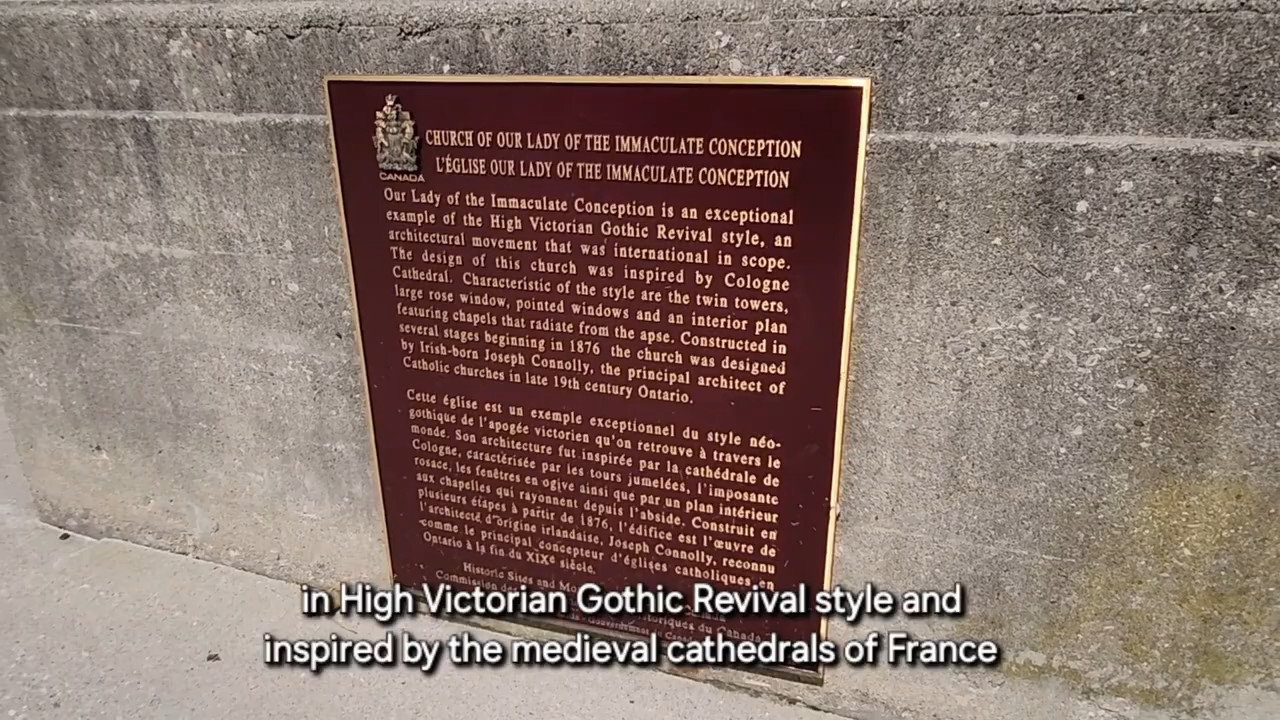 CANADA
CHURCH OF OUR LADY OF THE IMMACULATE CONCEPTION
L'ÉGLISE OUR LADY OF THE IMMACULATE CONCEPTION
Our Lady of the Immaculate Conception is an exceptional
example of the High Victorian Gothic Revival style, an
architectural movement that was international in scope.
The design of this church was inspired by Cologne
Cathedral. Characteristic of the style are the twin towers,
large rose window, pointed windows and an interior plan
featuring chapels that radiate from the apse. Constructed in
several stages beginning in 1876 the church was designed
by Irish-born Joseph Connolly, the principal architect of
Catholic churches in late 19th century Ontario.
Cette église est un exemple exceptionnel du style néo-
gothique de l'apogée victorien qu'on retrouve à travers le
monde. Son architecture fut inspirée par la cathédrale de
Cologne, caractérisée par les tours jumelées, l'imposante
rosace, les fenêtres en ogive ainsi que par un plan intérieur
aux chapelles qui rayonnent depuis l'abside. Construit en
plusieurs étapes à partir de 1876, l'édifice est l'œuvre de
l'architecte d'origine irlandaise, Joseph Connolly, reconnu
comme le principal concepteur d'églises catholiques en
Ontario à la fin du XIXe siècle.
Historic Sites and
Commission du Canada
in High Victorian Gothic Revival style and
inspired by the medieval cathedrals of France